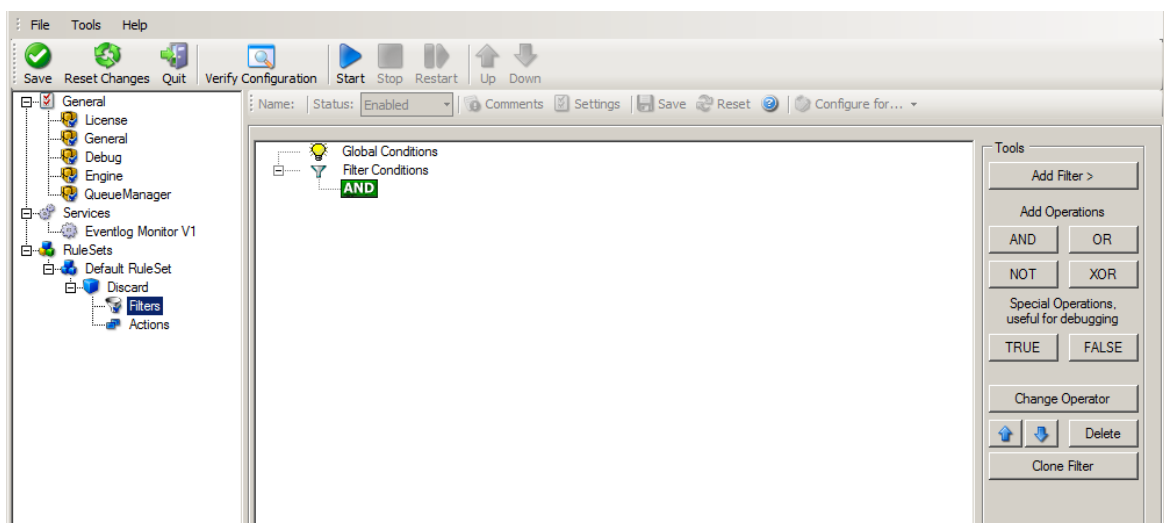 File Tools Help
Save Reset Changes Quit Verify Configuration Start Stop Restart Up Down
General
License
General
Debug
Engine
QueueManager
Services
Eventlog Monitor V1
RuleSets
Default RuleSet
Discard
Filters
Actions
Name: Status: Enabled Comments Settings Save Reset Configure for...
Global Conditions
Filter Conditions
AND
Tools
Add Filter >
Add Operations
AND OR
NOT XOR
Special Operations,
useful for debugging
TRUE FALSE
Change Operator
Delete
Clone Filter